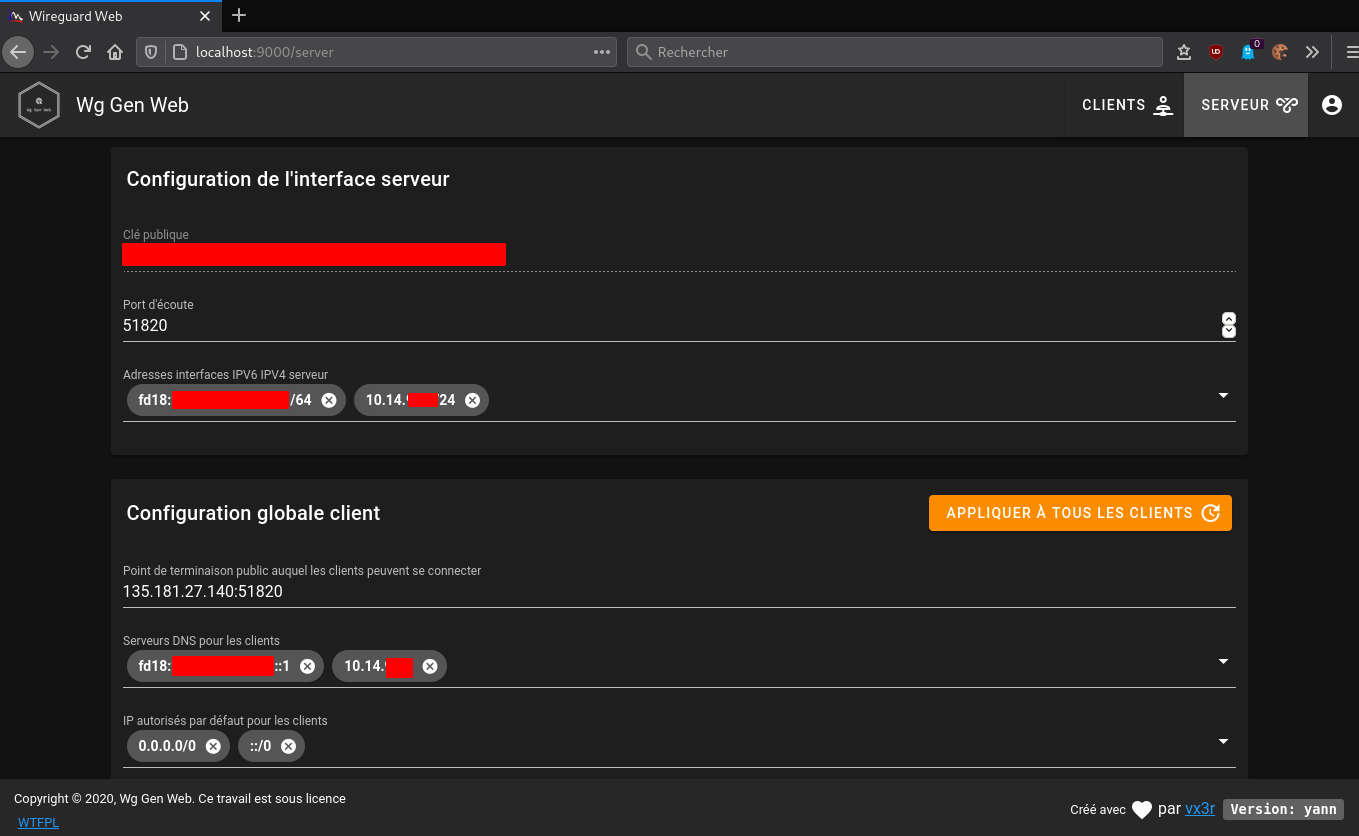 Wireguard Web
localhost:9000/server
Rechercher
0
Wg Gen Web
Wg Gen Web
CLIENTS
SERVEUR
Configuration de l'interface serveur
Clé publique
Port d'écoute
51820
Adresses interfaces IPV6 IPV4 serveur
fd18: /64 10.14. /24
Configuration globale client
APPLIQUER À TOUS LES CLIENTS
Point de terminaison public auquel les clients peuvent se connecter
135.181.27.140:51820
Serveurs DNS pour les clients
fd18: ::1 10.14.
IP autorisés par défaut pour les clients
0.0.0.0/0 ::/0
Copyright © 2020, Wg Gen Web. Ce travail est sous licence
WTFPL
Créé avec par vx3r Version: yann